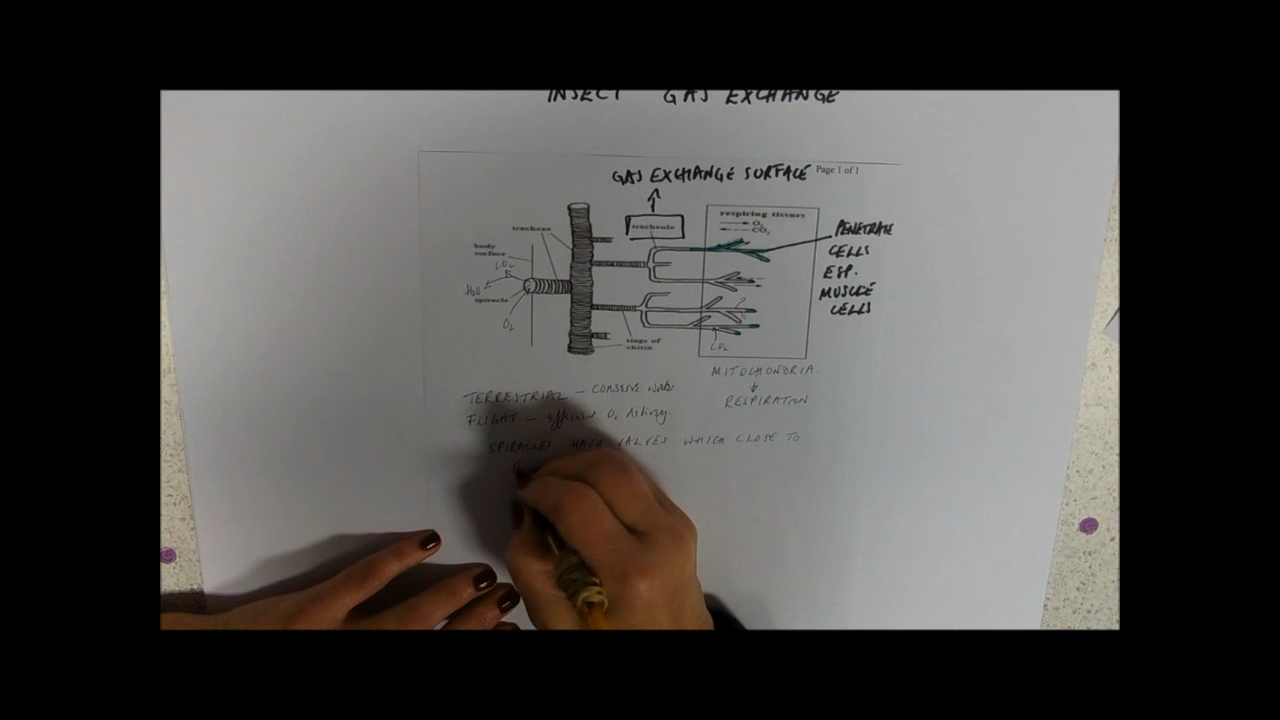 INSECT GAS EXCHANGE
GAS EXCHANGE SURFACE
Page 1 of 1
respiring tissues
O₂
CO₂
tracheole
tracheae
body
surface
CO₂
H₂O
spiracle
O₂
PENETRATE
CELLS
ESP.
MUSCLE
CELLS
rings of
chitin
CO₂
MITOCHONDRIA
RESPIRATION
TERRESTRIAL – CONSERVE Water
FLIGHT – Efficient O₂
SPIRACLES HAVE VALVES WHICH CLOSE TO